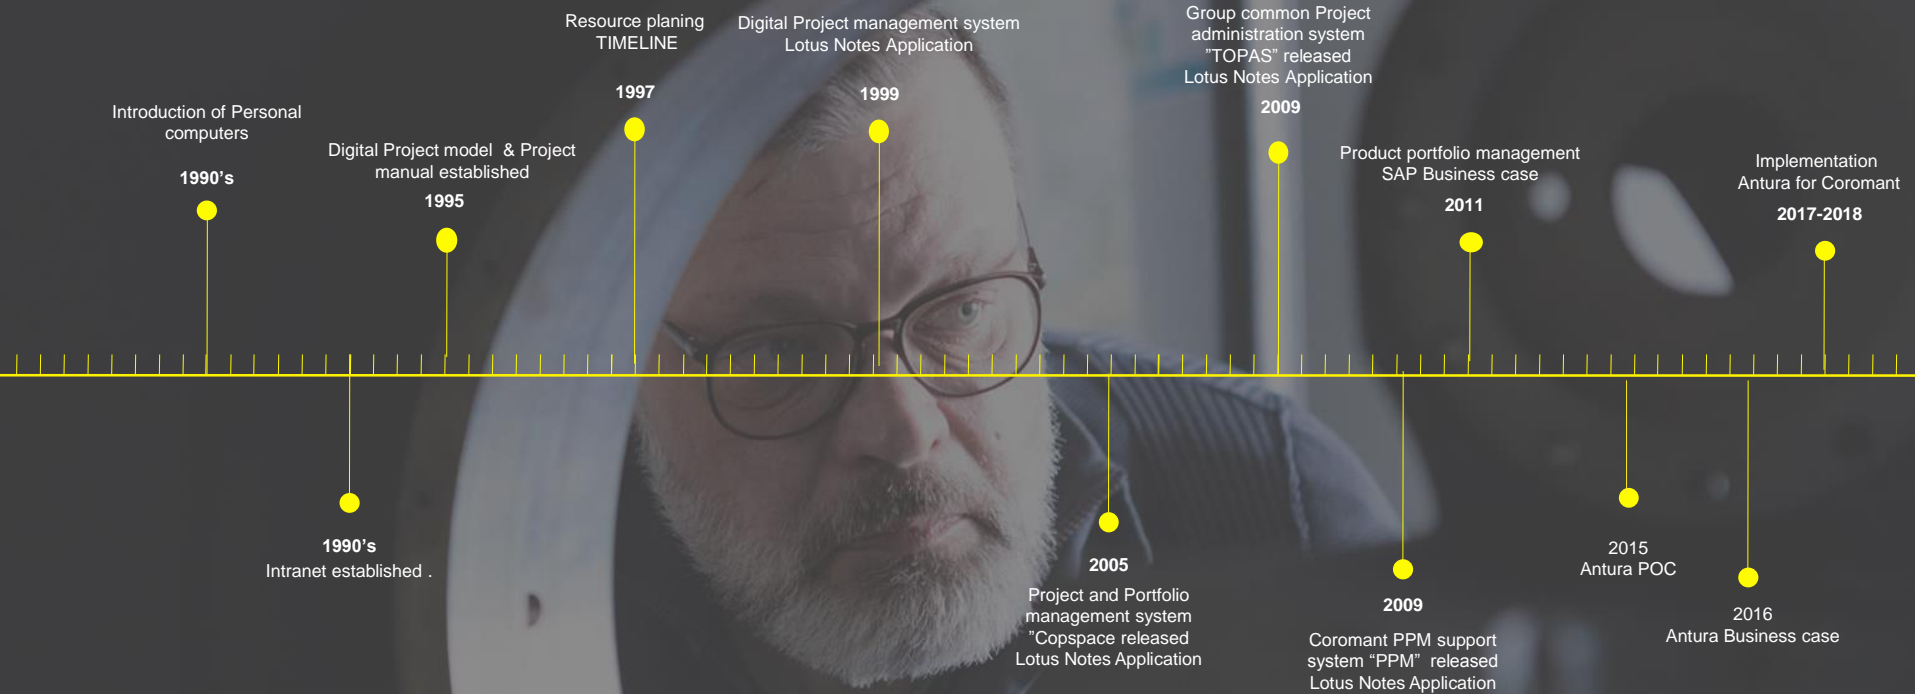 Introduction of Personal
computers
1990's
1990's
Intranet established .
Digital Project model  & Project
manual established
1995
Resource planing
TIMELINE
1997
Digital Project management system
Lotus Notes Application
1999
2005
Project and Portfolio
management system
"Copspace released
Lotus Notes Application
Group common Project
administration system
"TOPAS" released
Lotus Notes Application
2009
2009
Coromant PPM support
system “PPM”  released
Lotus Notes Application
Product portfolio management
SAP Business case
2011
2015
Antura POC
2016
Antura Business case
Implementation
Antura for Coromant
2017-2018